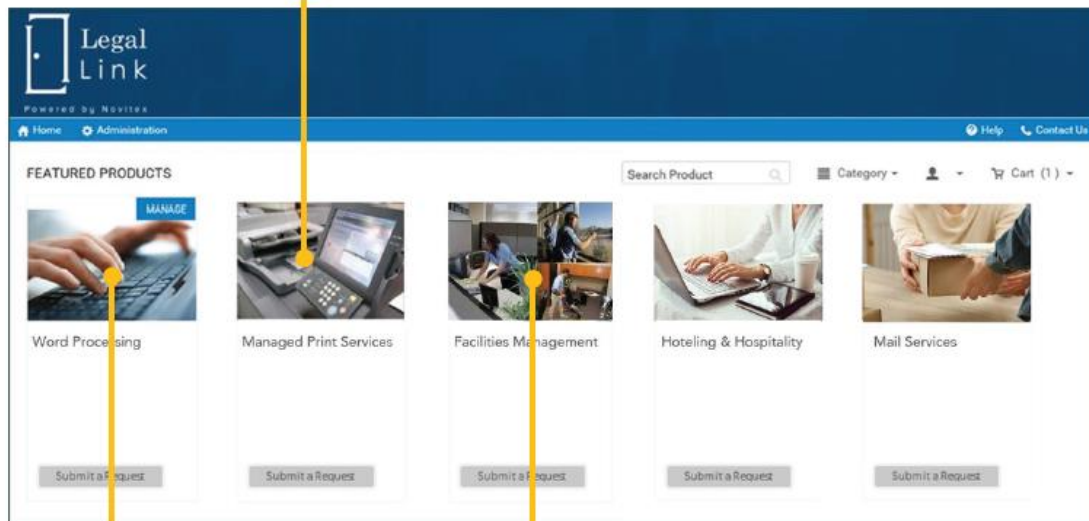 Legal
Link
Powered by Novitex
Home Administration Help Contact Us
FEATURED PRODUCTS Search Product Category Cart (1)
MANAGE
Word Processing Managed Print Services Facilities Management Hoteling & Hospitality Mail Services
Submit a Request Submit a Request Submit a Request Submit a Request Submit a Request